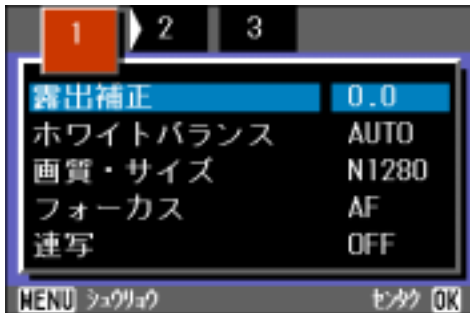 1 2 3
露出補正 0.0
ホワイトバランス AUTO
画質・サイズ N1280
フォーカス AF
連写 OFF
MENU シュウリョウ センタク OK